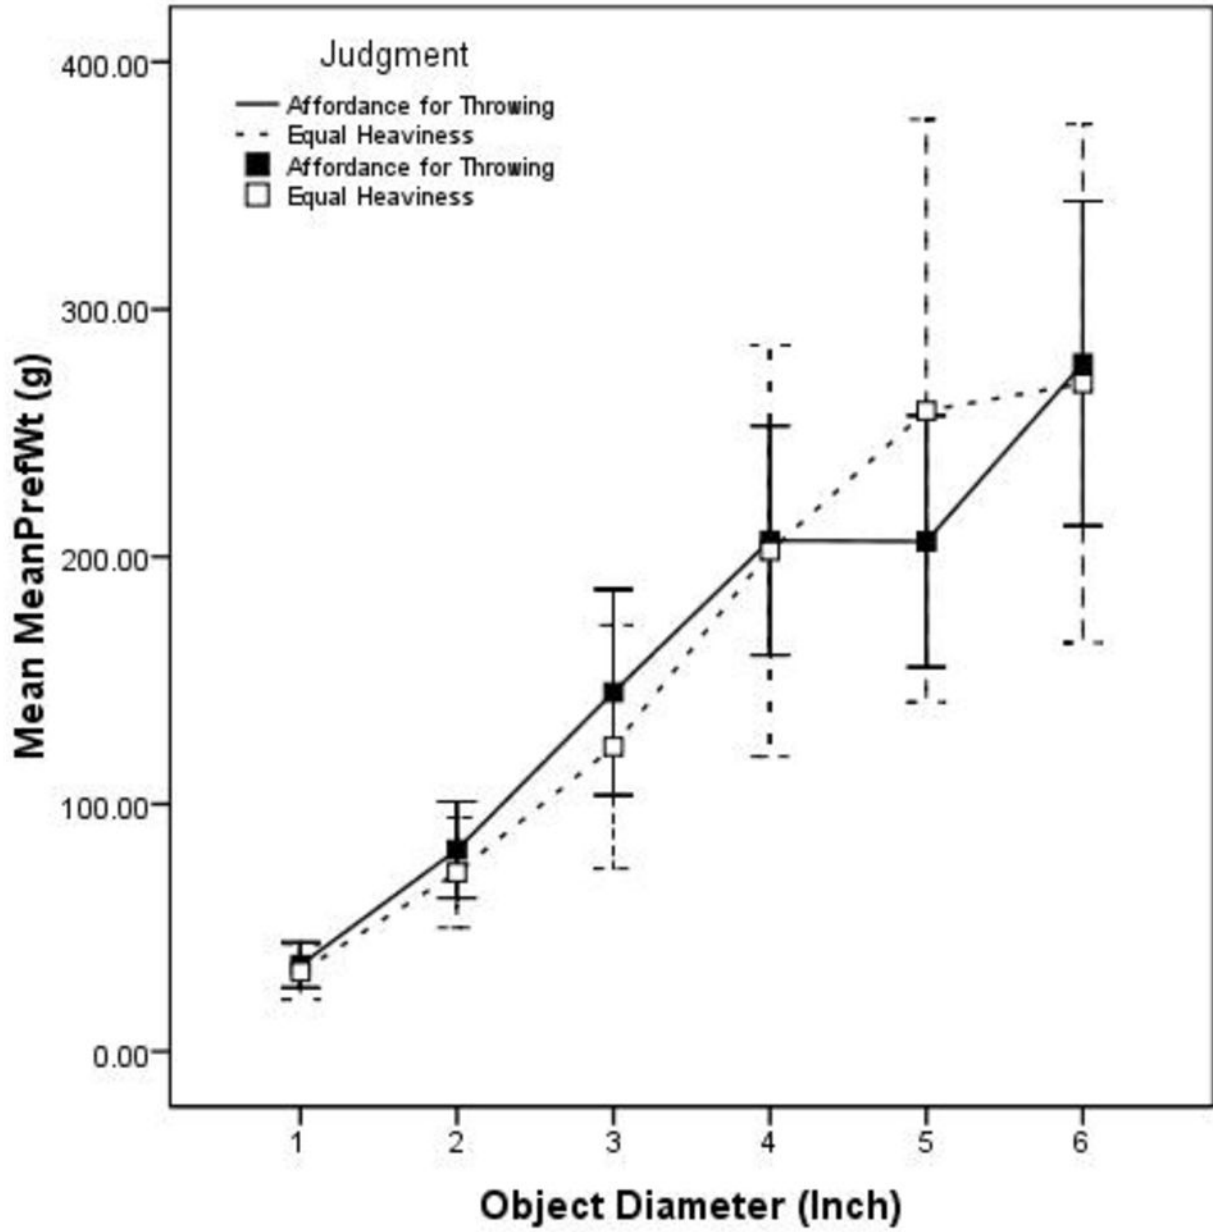 Judgment
Affordance for Throwing
Equal Heaviness
Affordance for Throwing
Equal Heaviness
400.00
300.00
200.00
100.00
0.00
Mean MeanPrefWt (g)
1 2 3 4 5 6
Object Diameter (Inch)